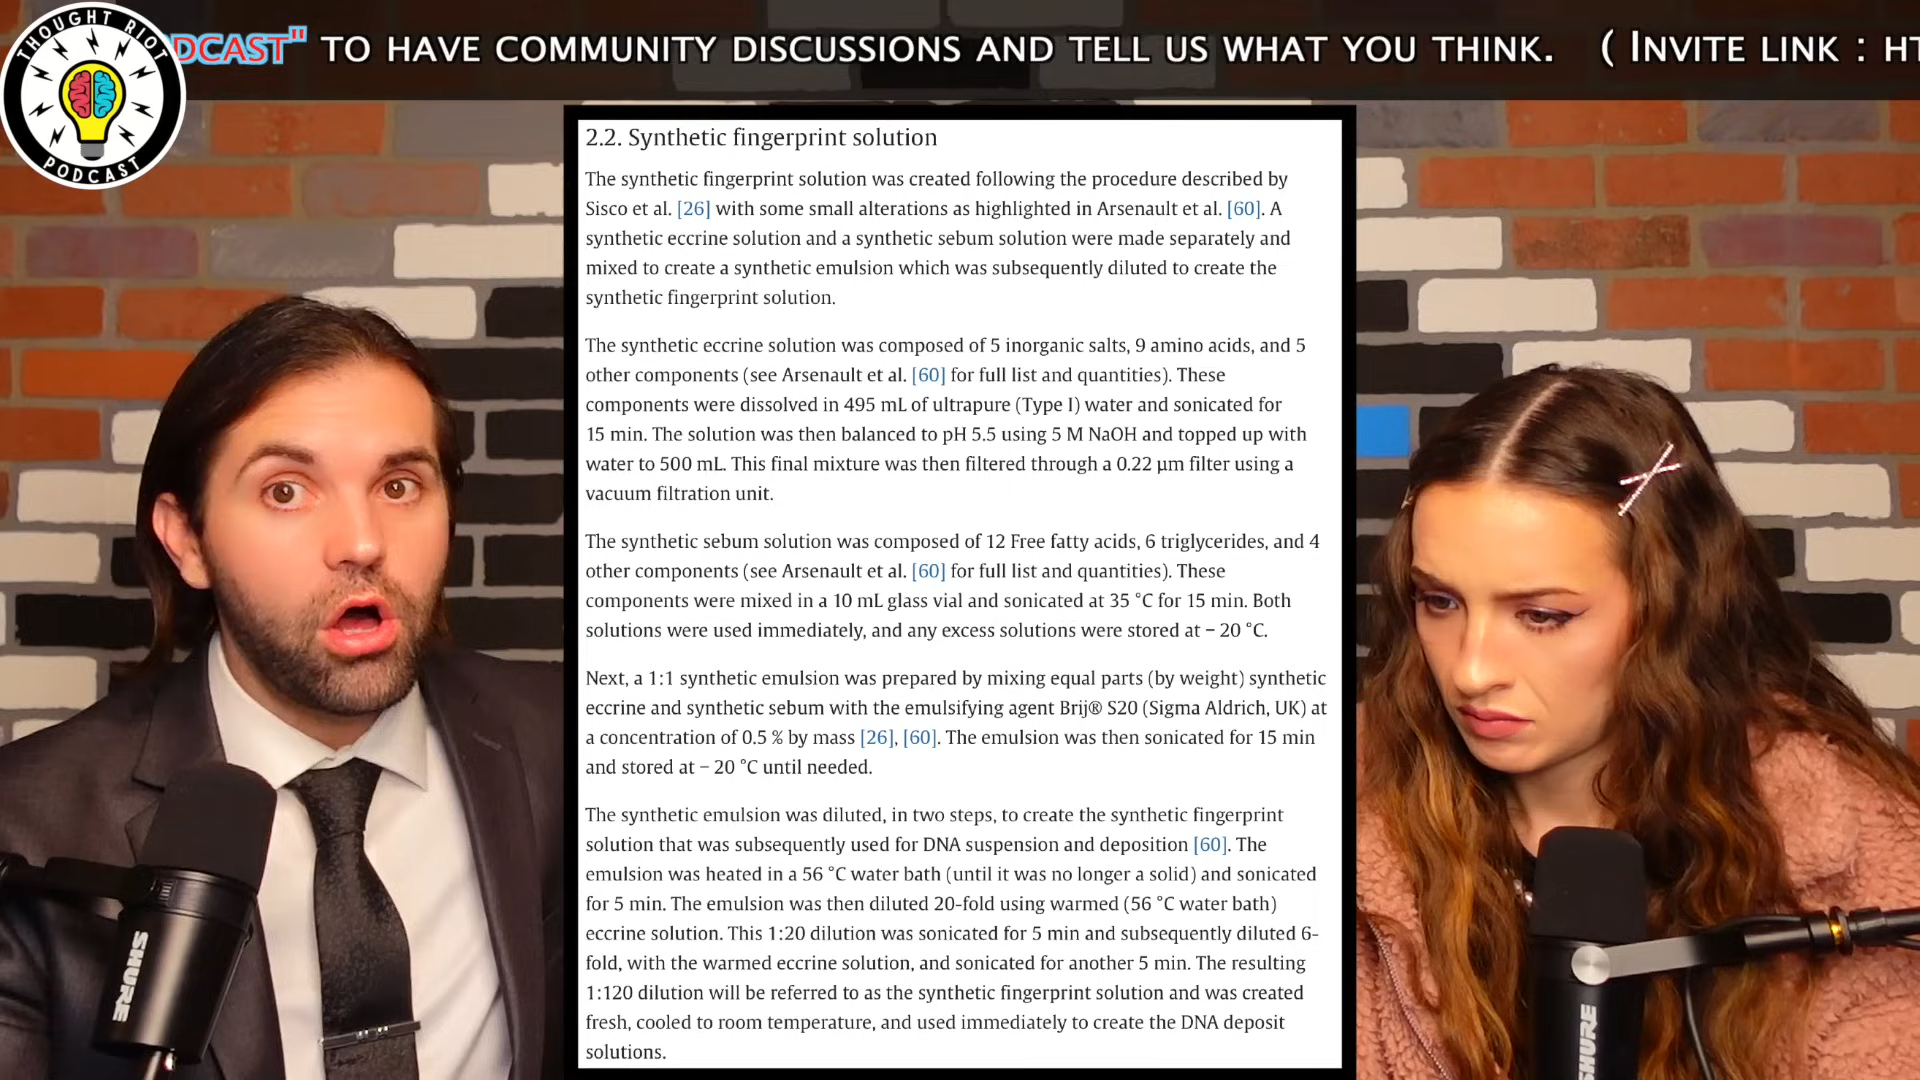 THOUGHT RIOT
PODCAST
DCAST" TO HAVE COMMUNITY DISCUSSIONS AND TELL US WHAT YOU THINK. ( INVITE LINK : HT
2.2. Synthetic fingerprint solution
The synthetic fingerprint solution was created following the procedure described by
Sisco et al. [26] with some small alterations as highlighted in Arsenault et al. [60]. A
synthetic eccrine solution and a synthetic sebum solution were made separately and
mixed to create a synthetic emulsion which was subsequently diluted to create the
synthetic fingerprint solution.
The synthetic eccrine solution was composed of 5 inorganic salts, 9 amino acids, and 5
other components (see Arsenault et al. [60] for full list and quantities). These
components were dissolved in 495 mL of ultrapure (Type I) water and sonicated for
15 min. The solution was then balanced to pH 5.5 using 5 M NaOH and topped up with
water to 500 mL. This final mixture was then filtered through a 0.22 µm filter using a
vacuum filtration unit.
The synthetic sebum solution was composed of 12 Free fatty acids, 6 triglycerides, and 4
other components (see Arsenault et al. [60] for full list and quantities). These
components were mixed in a 10 mL glass vial and sonicated at 35 °C for 15 min. Both
solutions were used immediately, and any excess solutions were stored at − 20 °C.
Next, a 1:1 synthetic emulsion was prepared by mixing equal parts (by weight) synthetic
eccrine and synthetic sebum with the emulsifying agent Brij® S20 (Sigma Aldrich, UK) at
a concentration of 0.5 % by mass [26], [60]. The emulsion was then sonicated for 15 min
and stored at − 20 °C until needed.
The synthetic emulsion was diluted, in two steps, to create the synthetic fingerprint
solution that was subsequently used for DNA suspension and deposition [60]. The
emulsion was heated in a 56 °C water bath (until it was no longer a solid) and sonicated
for 5 min. The emulsion was then diluted 20-fold using warmed (56 °C water bath)
eccrine solution. This 1:20 dilution was sonicated for 5 min and subsequently diluted 6-
fold, with the warmed eccrine solution, and sonicated for another 5 min. The resulting
1:120 dilution will be referred to as the synthetic fingerprint solution and was created
fresh, cooled to room temperature, and used immediately to create the DNA deposit
solutions.
SHURE
SHURE